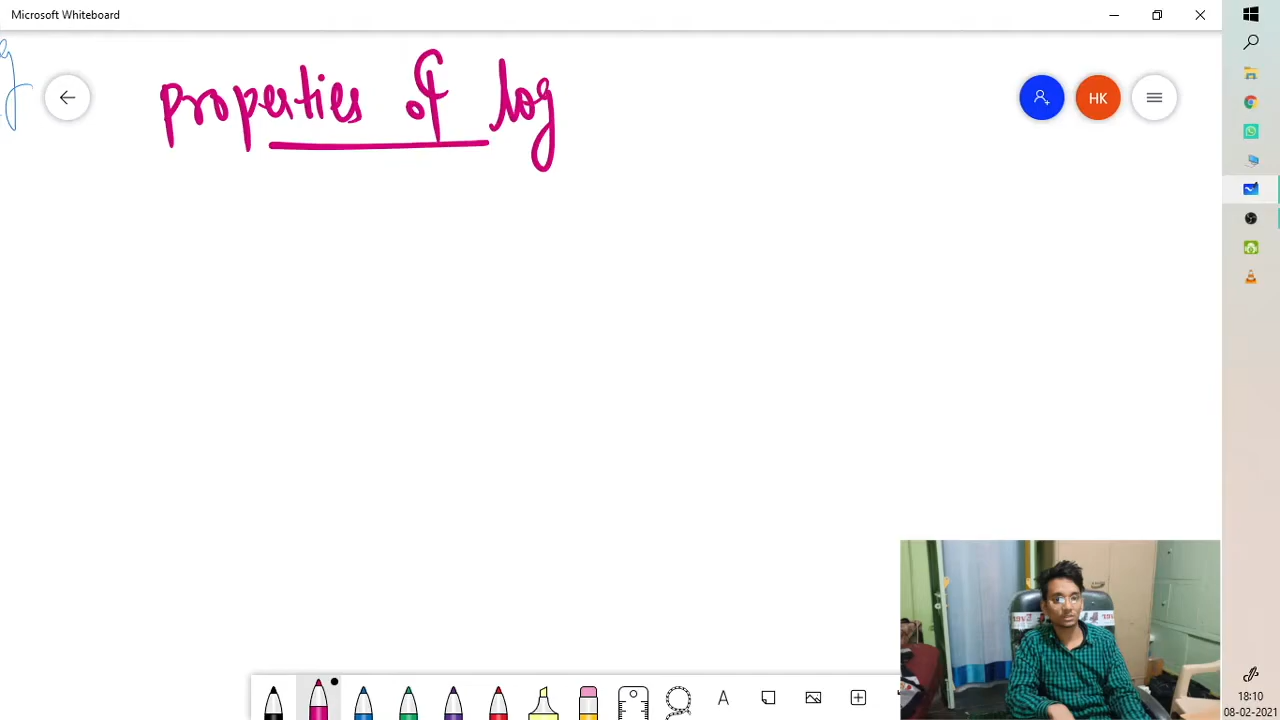 Microsoft Whiteboard
properties of log
HK
A
18:10
08-02-2021